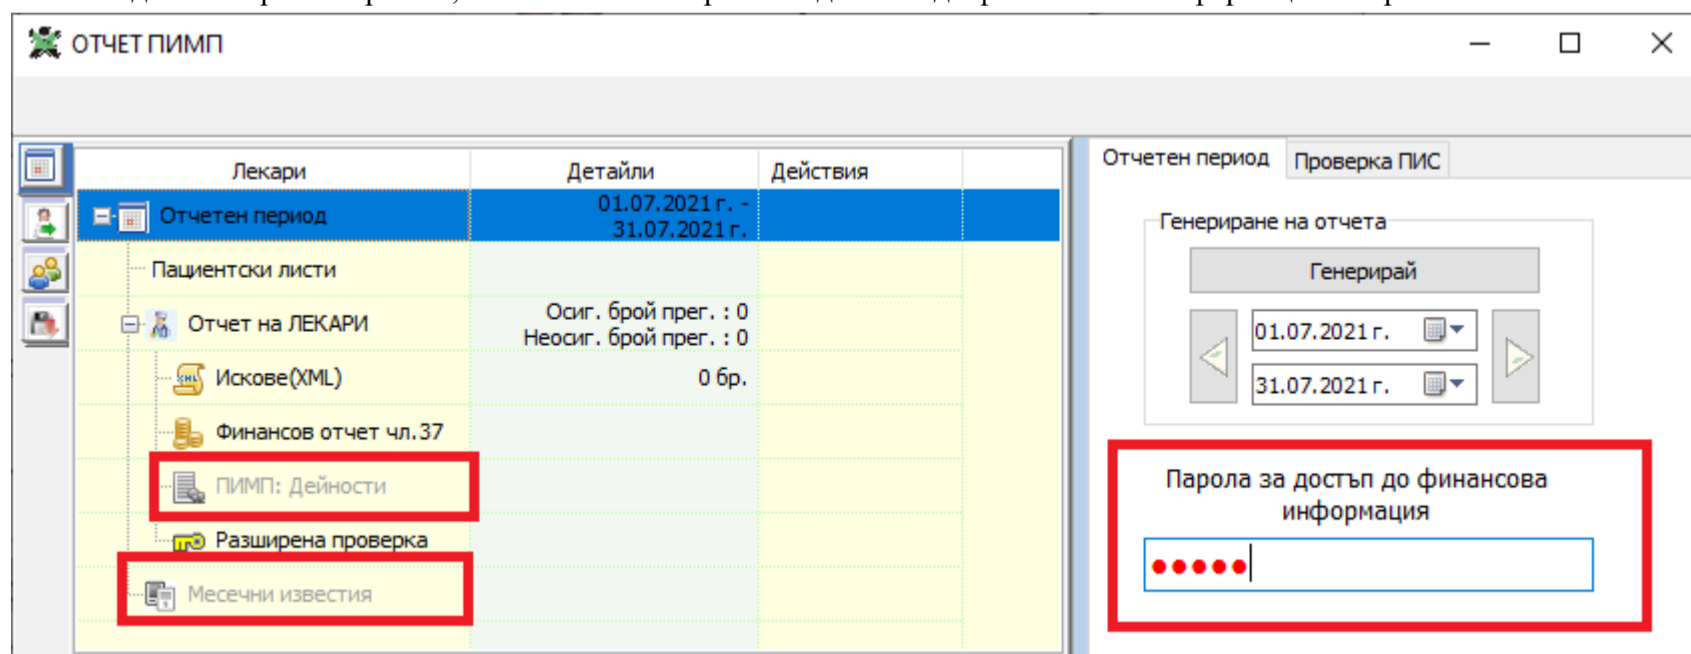 ОТЧЕТ ПИМП
Лекари Детайли Действия
Отчетен период 01.07.2021 г. -
31.07.2021 г.
Пациентски листи
Отчет на ЛЕКАРИ Осиг. брой прег. : 0
Неосиг. брой прег. : 0
Искове(XML) 0 бр.
Финансов отчет чл.37
ПИМП: Дейности
Разширена проверка
Месечни известия
Отчетен период Проверка ПИС
Генериране на отчета
Генерирай
01.07.2021 г.
31.07.2021 г.
Парола за достъп до финансова
информация